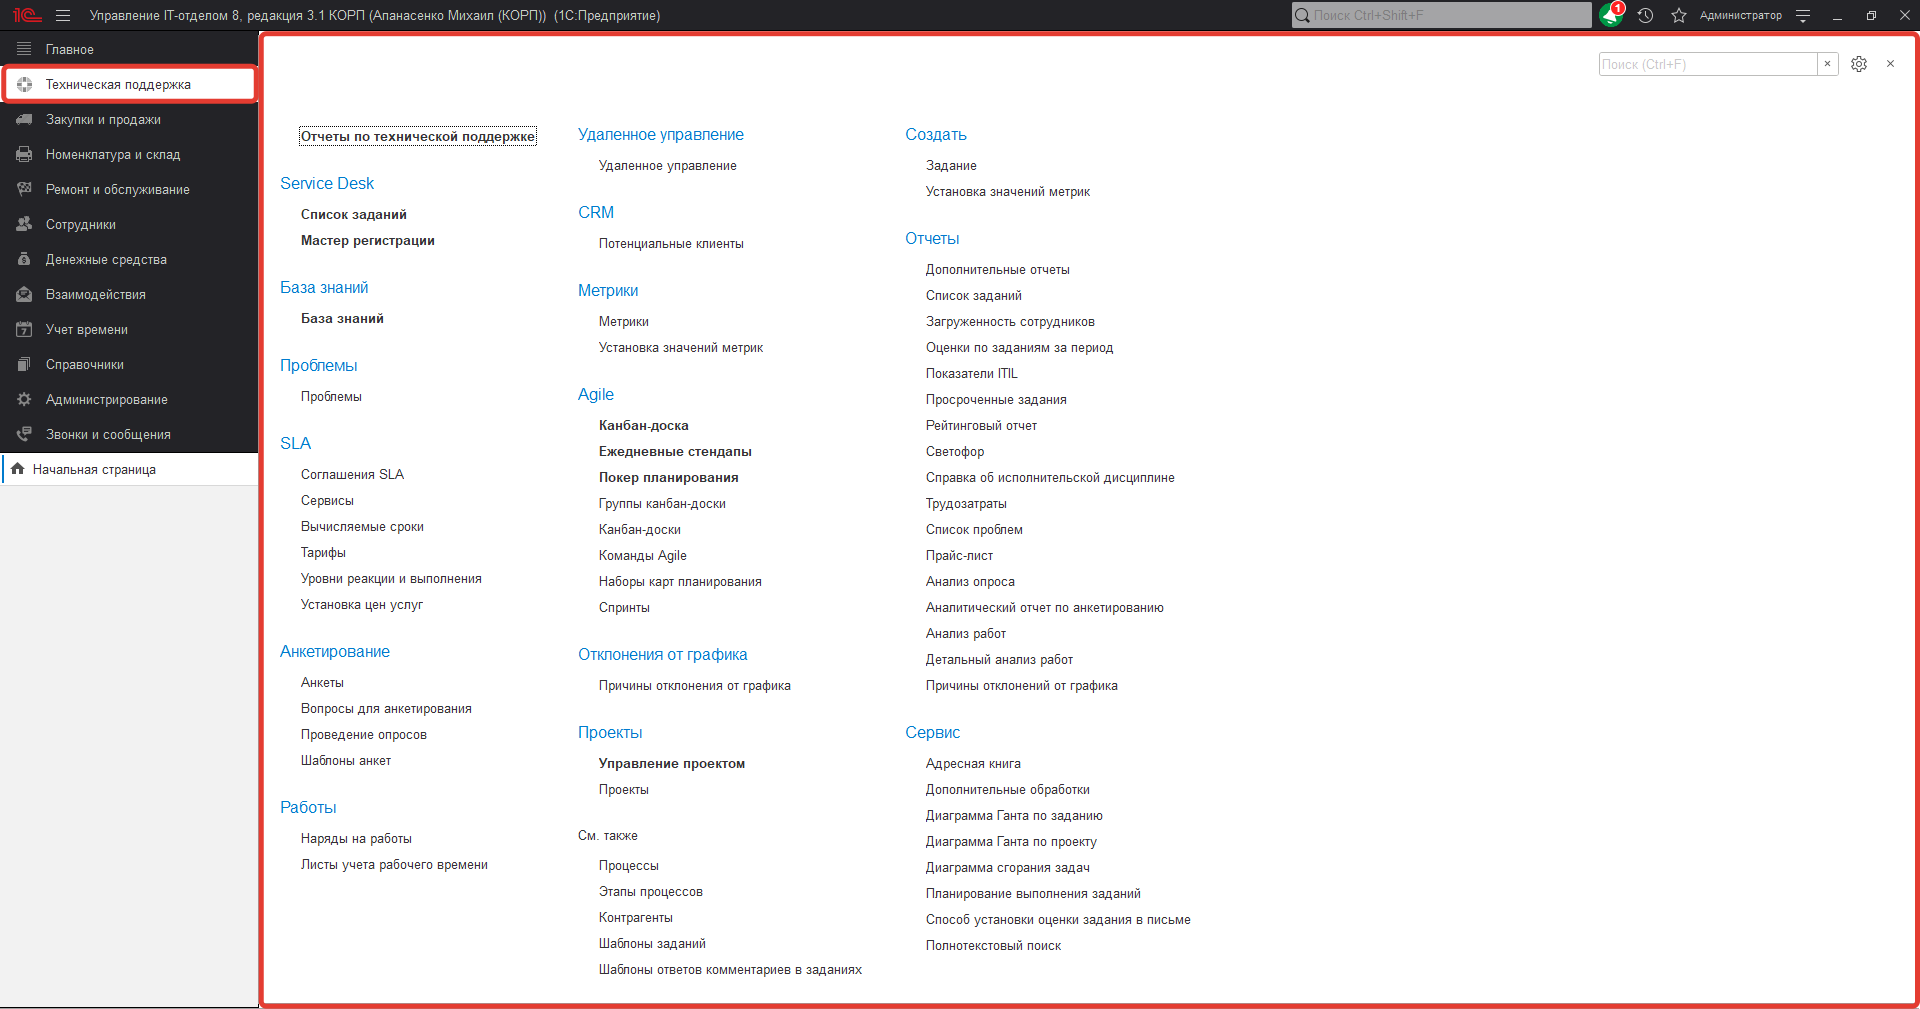 1С Управление IT-отделом 8, редакция 3.1 КОРП (Апанасенко Михаил (КОРП)) (1С:Предприятие)
Поиск Ctrl+Shift+F
1
Администратор
Главное
Техническая поддержка
Закупки и продажи
Номенклатура и склад
Ремонт и обслуживание
Сотрудники
Денежные средства
Взаимодействия
7 Учет времени
Справочники
Администрирование
Звонки и сообщения
Начальная страница
Поиск (Ctrl+F)
Отчеты по технической поддержке
Service Desk
Список заданий
Мастер регистрации
База знаний
База знаний
Проблемы
Проблемы
SLA
Соглашения SLA
Сервисы
Вычисляемые сроки
Тарифы
Уровни реакции и выполнения
Установка цен услуг
Анкетирование
Анкеты
Вопросы для анкетирования
Проведение опросов
Шаблоны анкет
Работы
Наряды на работы
Листы учета рабочего времени
Удаленное управление
Удаленное управление
CRM
Потенциальные клиенты
Метрики
Метрики
Установка значений метрик
Agile
Канбан-доска
Ежедневные стендапы
Покер планирования
Группы канбан-доски
Канбан-доски
Команды Agile
Наборы карт планирования
Спринты
Отклонения от графика
Причины отклонения от графика
Проекты
Управление проектом
Проекты
См. также
Процессы
Этапы процессов
Контрагенты
Шаблоны заданий
Шаблоны ответов комментариев в заданиях
Создать
Задание
Установка значений метрик
Отчеты
Дополнительные отчеты
Список заданий
Загруженность сотрудников
Оценки по заданиям за период
Показатели ITIL
Просроченные задания
Рейтинговый отчет
Светофор
Справка об исполнительской дисциплине
Трудозатраты
Список проблем
Прайс-лист
Анализ опроса
Аналитический отчет по анкетированию
Анализ работ
Детальный анализ работ
Причины отклонений от графика
Сервис
Адресная книга
Дополнительные обработки
Диаграмма Ганта по заданию
Диаграмма Ганта по проекту
Диаграмма сгорания задач
Планирование выполнения заданий
Способ установки оценки задания в письме
Полнотекстовый поиск